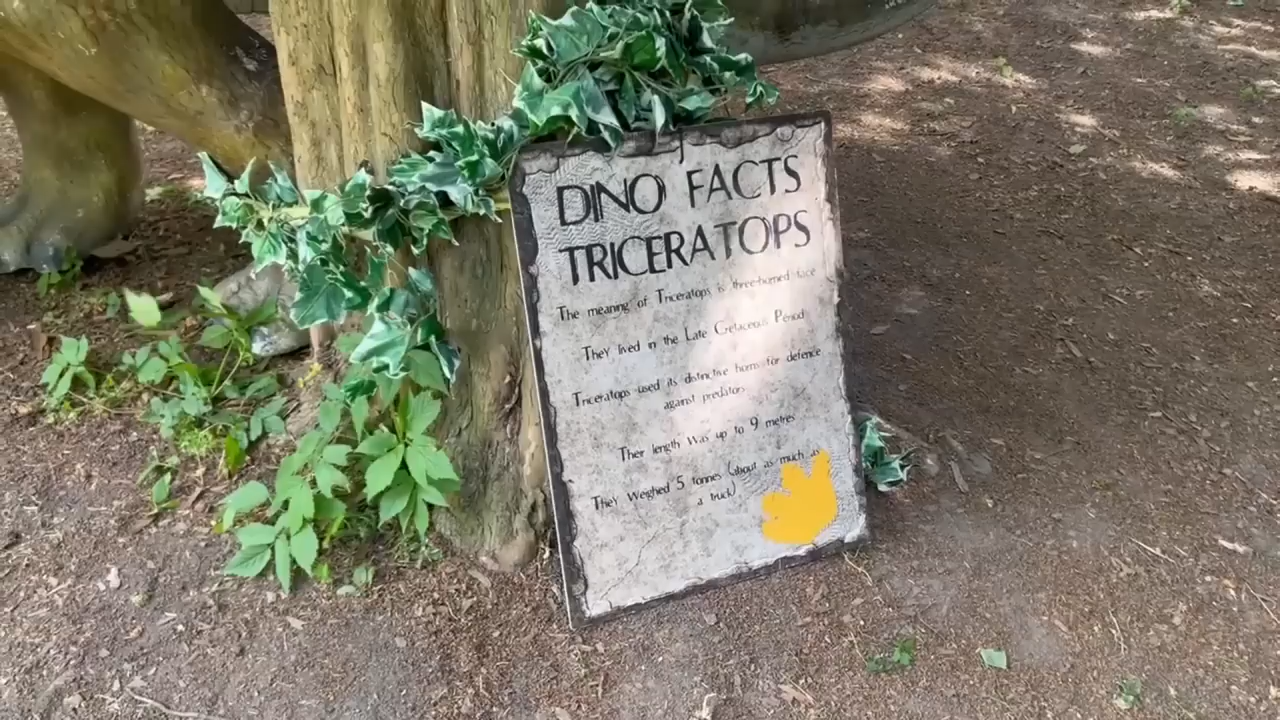 DINO FACTS
TRICERATOPS
The meaning of Triceratops is three-horned face
They lived in the Late Cretaceous Period
Triceratops used its distinctive horns for defence
against predators
Their length was up to 9 metres
They weighed 5 tonnes (about as much as
a truck)